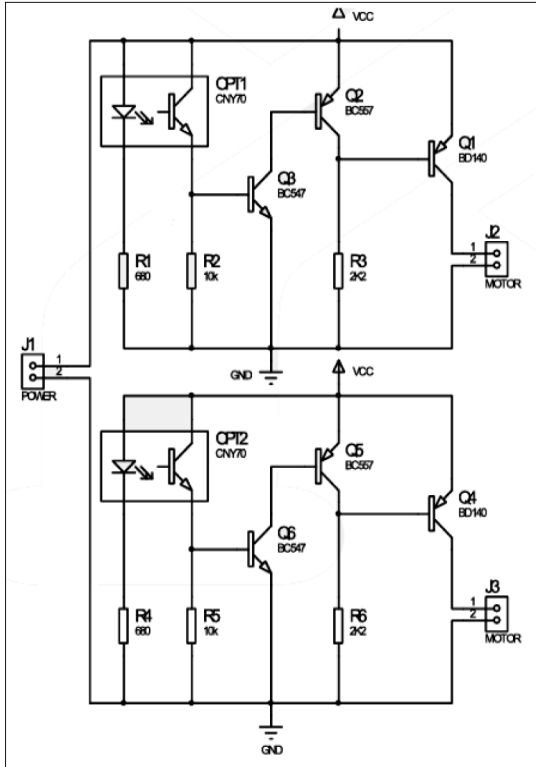 VCC
OPT1
CNY70
Q2
BC557
Q1
BD140
Q3
BC547
J2
1
2
MOTOR
R1
680
R2
10k
R3
2K2
J1
1
2
POWER
GND
VCC
OPT2
CNY70
Q5
BC557
Q4
BD140
Q6
BC547
J3
1
2
MOTOR
R4
680
R5
10k
R6
2K2
GND